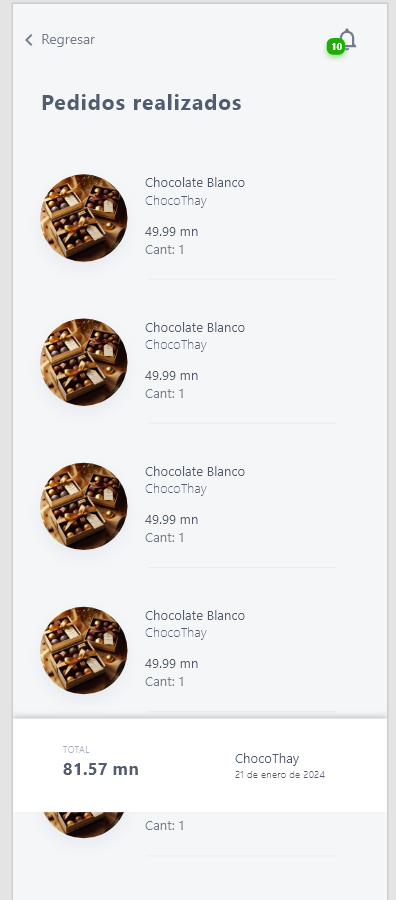 Regresar
10
Pedidos realizados
Chocolate Blanco
ChocoThay
49.99 mn
Cant: 1
Chocolate Blanco
ChocoThay
49.99 mn
Cant: 1
Chocolate Blanco
ChocoThay
49.99 mn
Cant: 1
Chocolate Blanco
ChocoThay
49.99 mn
Cant: 1
TOTAL
81.57 mn
ChocoThay
21 de enero de 2024
Cant: 1